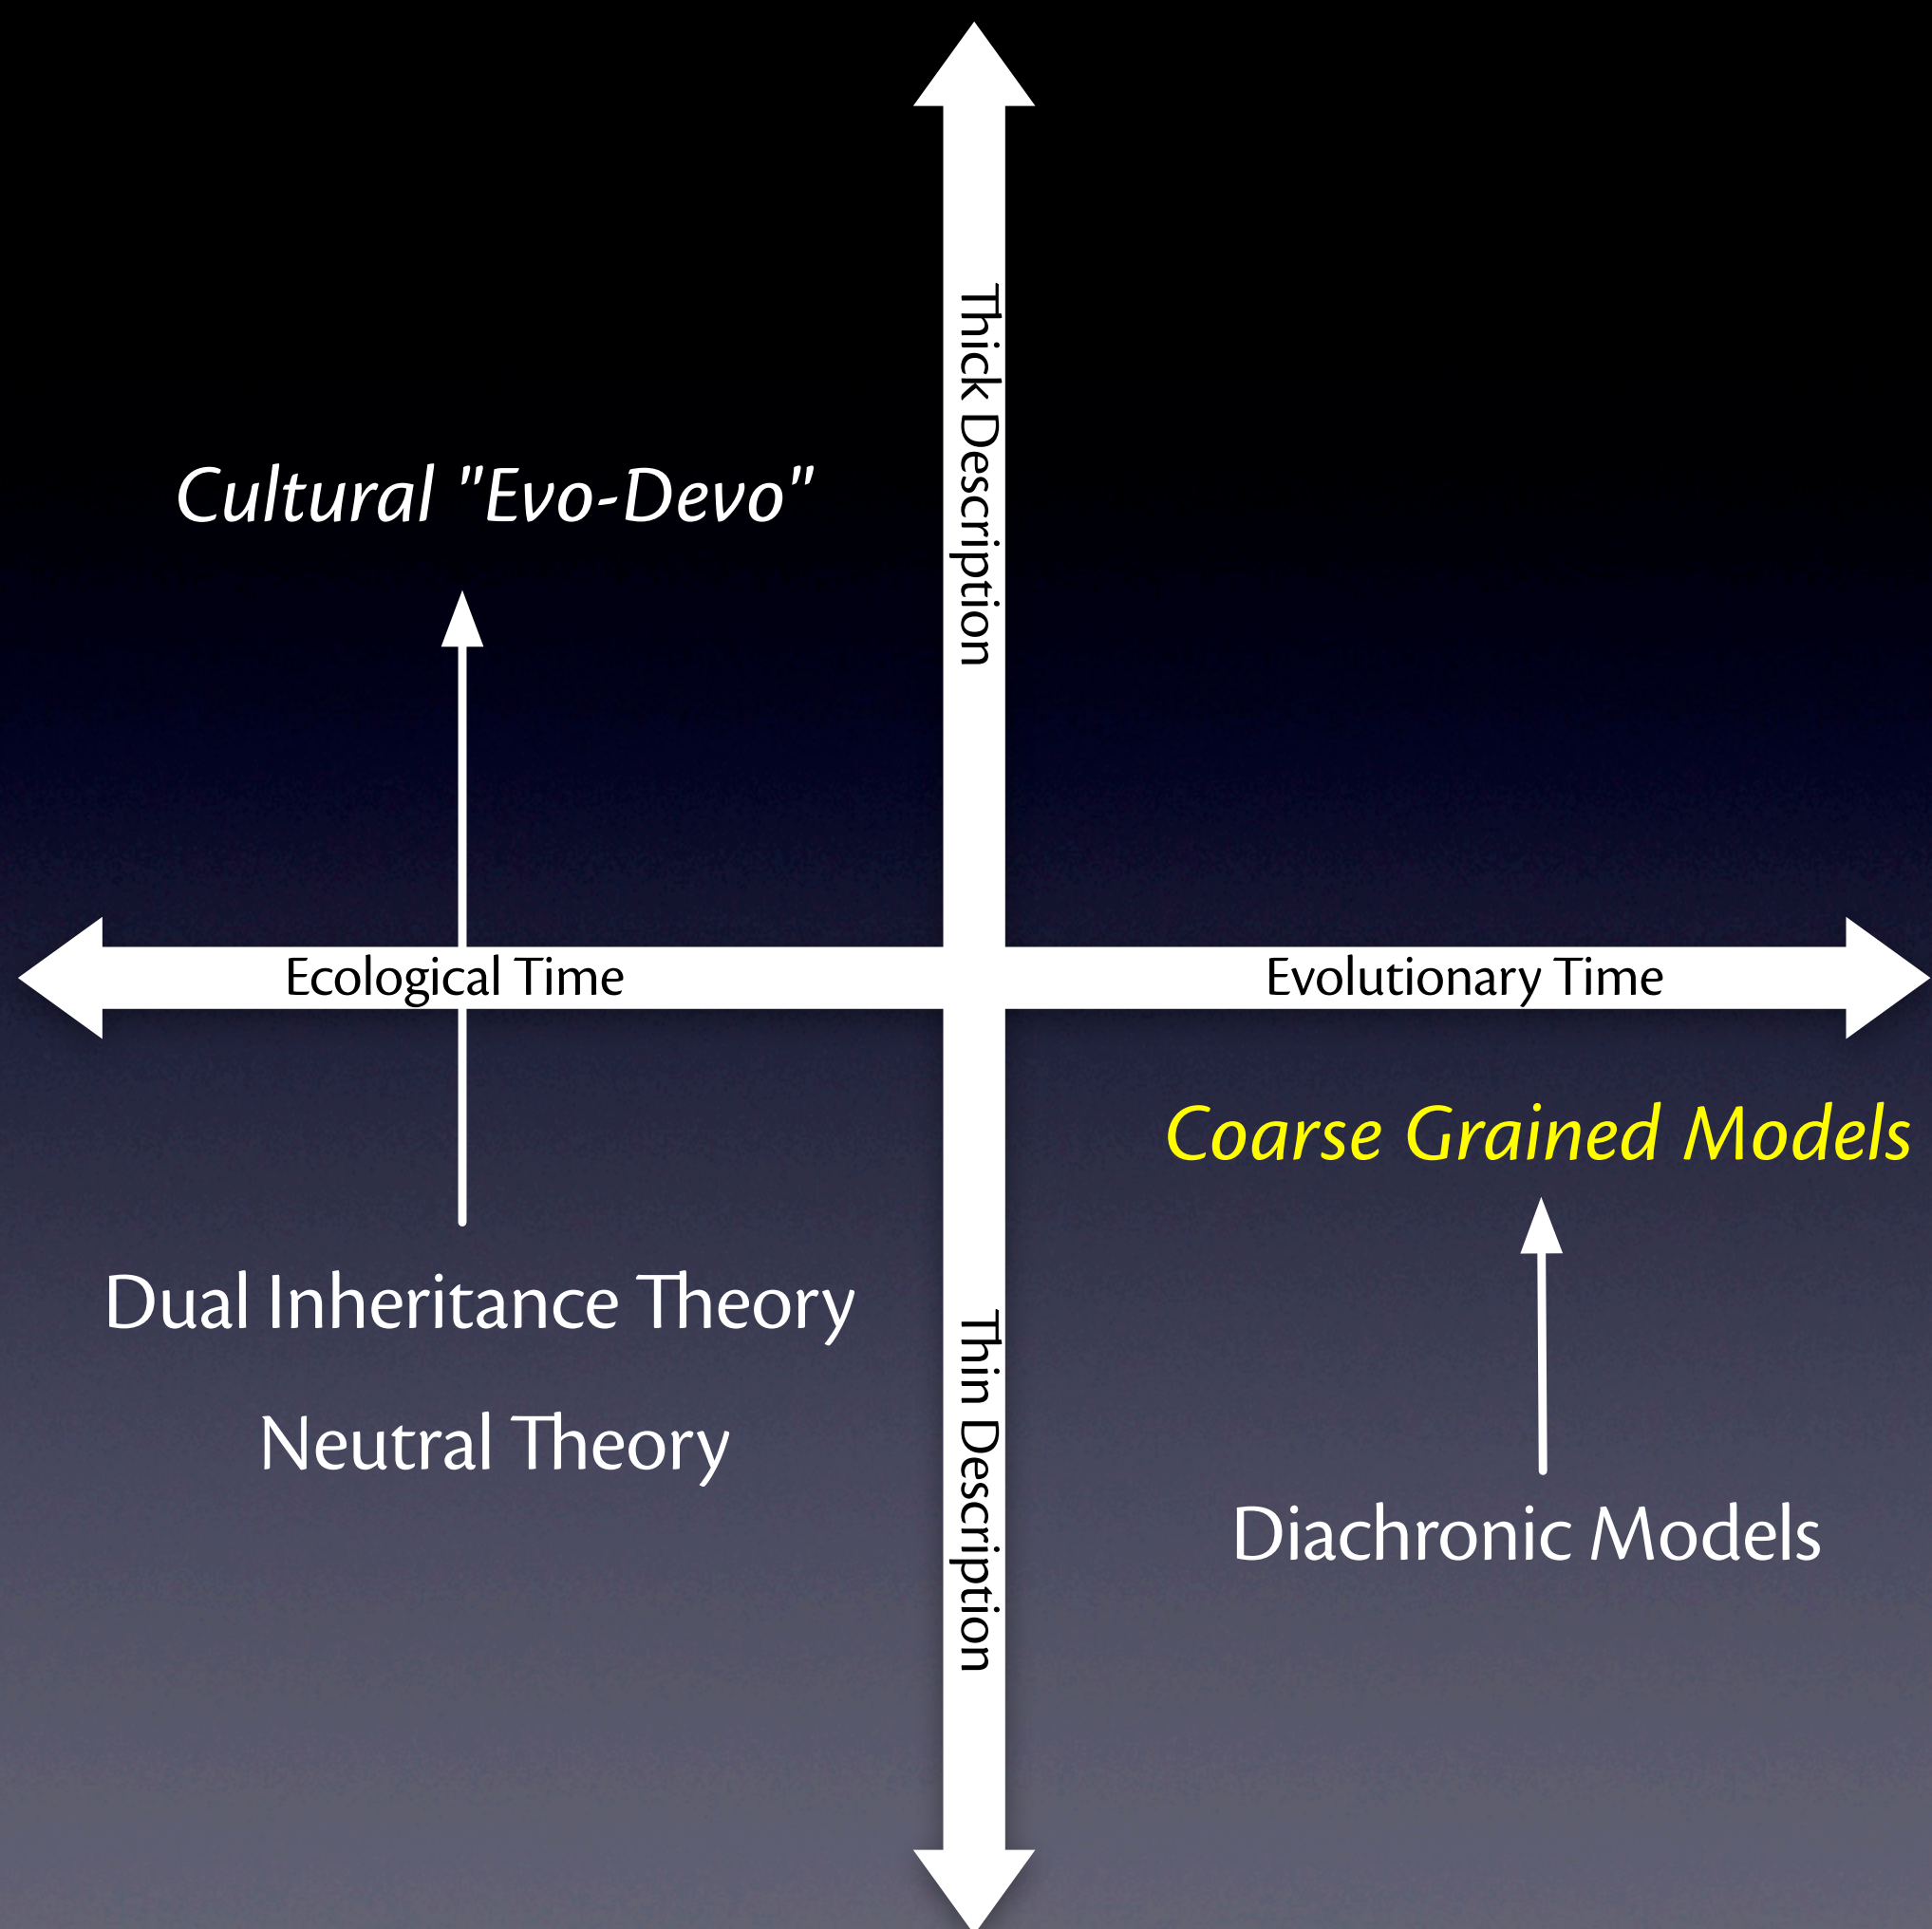 Thick Description
Cultural "Evo-Devo"
Ecological Time
Evolutionary Time
Coarse Grained Models
Dual Inheritance Theory
Thin Description
Neutral Theory
Diachronic Models